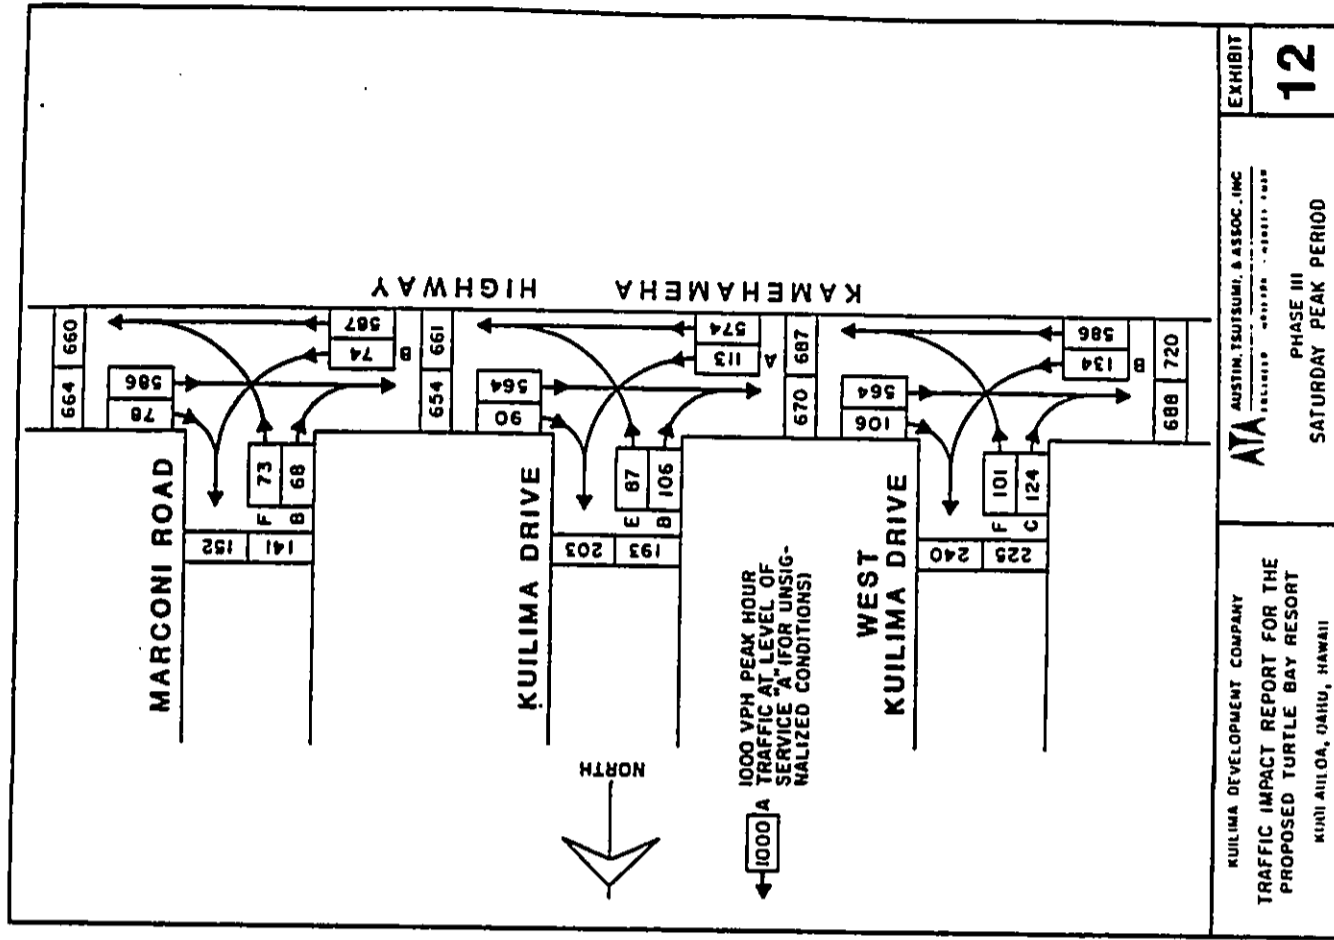 664
660
78
586
MARCONI ROAD
F
73
B
68
152
141
74
587
B
654
661
KAMEHAMEHA HIGHWAY
90
564
KUILIMA DRIVE
E
87
B
106
203
193
113
574
A
670
687
106
564
WEST
KUILIMA DRIVE
F
101
C
124
240
225
134
586
B
688
720
NORTH
1000 A
1000 VPH PEAK HOUR
TRAFFIC AT LEVEL OF
SERVICE "A" (FOR UNSIG-
NALIZED CONDITIONS)
KUILIMA DEVELOPMENT COMPANY
TRAFFIC IMPACT REPORT FOR THE
PROPOSED TURTLE BAY RESORT
OAHU, HAWAII
ATA
AUSTIN, TSUTSUMI, & ASSOC., INC
PHASE III
SATURDAY PEAK PERIOD
EXHIBIT
12